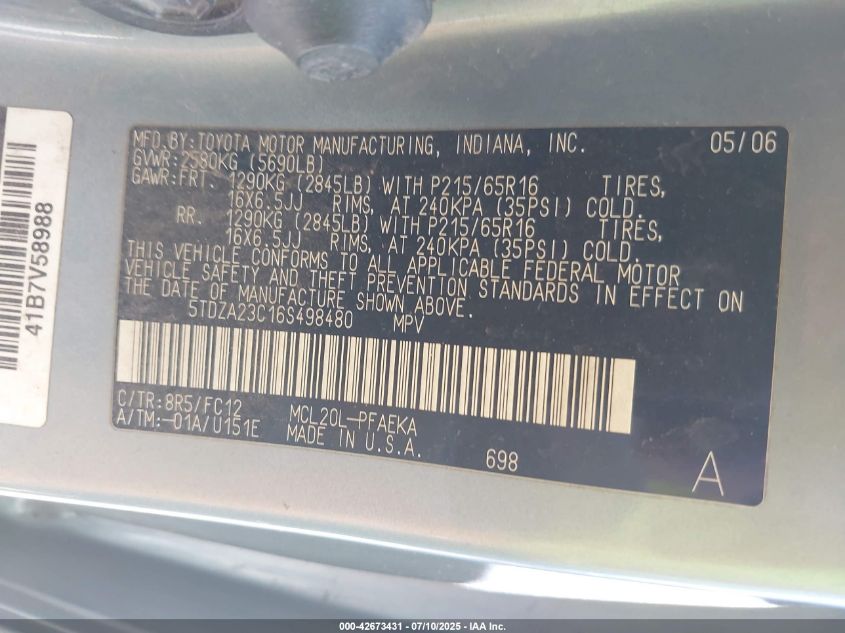 MFD.BY:TOYOTA MOTOR MANUFACTURING, INDIANA, INC. 05/06
GVWR:2580KG (5690LB)
GAWR:FRT. 1290KG (2845LB) WITH P215/65R16 TIRES,
16X6.5JJ RIMS, AT 240KPA (35PSI) COLD.
RR. 1290KG (2845LB) WITH P215/65R16 TIRES,
16X6.5JJ RIMS, AT 240KPA (35PSI) COLD.
THIS VEHICLE CONFORMS TO ALL APPLICABLE FEDERAL MOTOR
VEHICLE SAFETY AND THEFT PREVENTION STANDARDS IN EFFECT ON
THE DATE OF MANUFACTURE SHOWN ABOVE.
5TDZA23C16S498480 MPV
C/TR:8R5/FC12 MCL20L-PFAEKA
A/TM:-01A/U151E MADE IN U.S.A.
698
A
41B7V58988
000-42673431 - 07/10/2025 - IAA Inc.